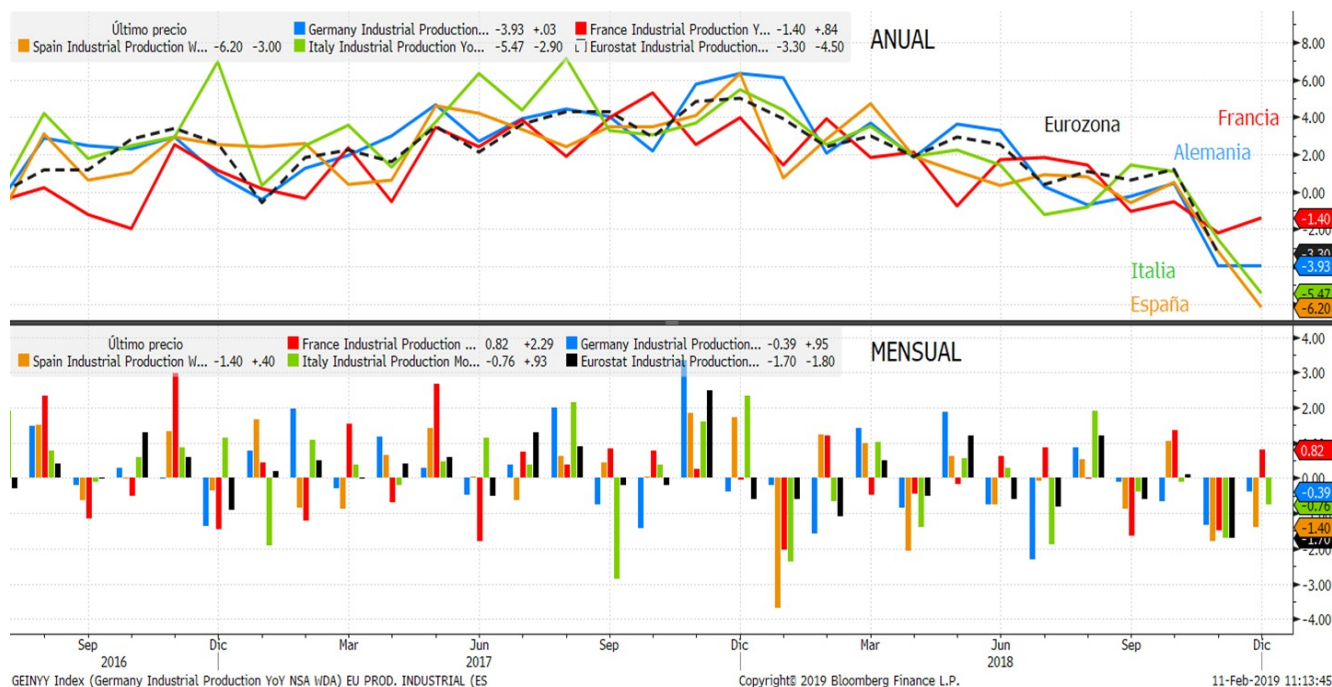 Último precio
Germany Industrial Production... -3.93 +.03
France Industrial Production Y... -1.40 +.84
Spain Industrial Production W... -6.20 -3.00
Italy Industrial Production Yo... -5.47 -2.90
Eurostat Industrial Production... -3.30 -4.50
ANUAL
8.00
6.00
4.00
2.00
0.00
-1.40
-2.00
-3.30
-3.93
-5.47
-6.20
Eurozona
Francia
Alemania
Italia
España
Último precio
France Industrial Production ... 0.82 +2.29
Germany Industrial Production... -0.39 +.95
Spain Industrial Production W... -1.40 +.40
Italy Industrial Production Mo... -0.76 +.93
Eurostat Industrial Production... -1.70 -1.80
MENSUAL
4.00
3.00
2.00
0.82
0.00
-0.39
-0.76
-1.40
-1.70
-2.00
-3.00
-4.00
Sep Dic Mar Jun Sep Dic Mar Jun Sep Dic
2016 2017 2018
GEINYY Index (Germany Industrial Production YoY NSA WDA) EU PROD. INDUSTRIAL (ES
Copyright© 2019 Bloomberg Finance L.P.
11-Feb-2019 11:13:45